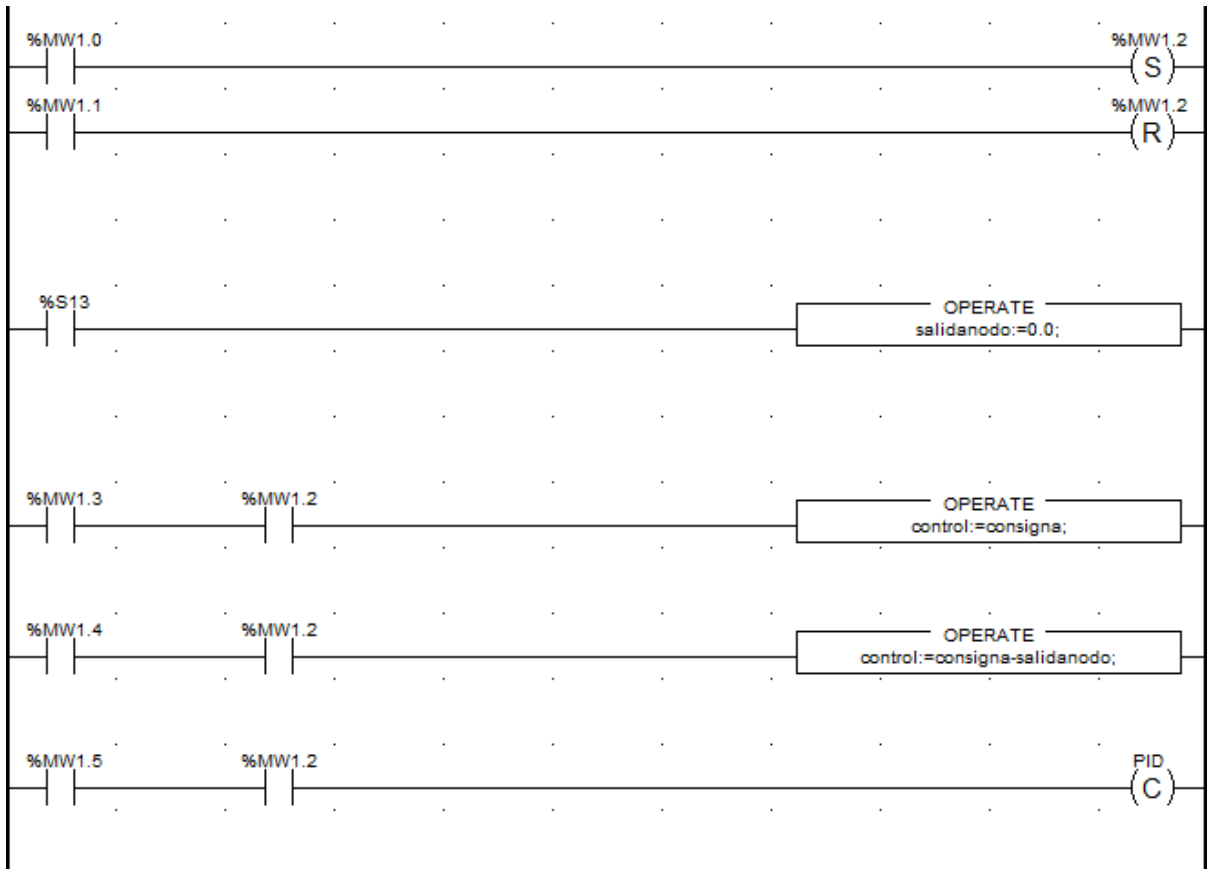 %MW1.0 %MW1.2
S
%MW1.1 %MW1.2
R
%S13 OPERATE
salidanodo:=0.0;
%MW1.3 %MW1.2 OPERATE
control:=consigna;
%MW1.4 %MW1.2 OPERATE
control:=consigna-salidanodo;
%MW1.5 %MW1.2 PID
C